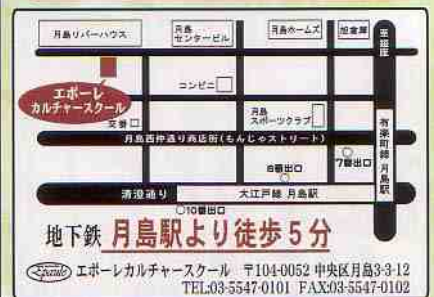 月島リバーハウス
月島
センタービル
月島ホームズ
旭倉庫
至銀座
エポーレ
カルチャースクール
コンビニ
交番
月島
スポーツクラブ
月島西仲通り商店街(もんじゃストリート)
有楽町線 月島駅
7番出口
8番出口
清澄通り
大江戸線 月島駅
10番出口
地下鉄 月島駅より徒歩5分
Epaule エポーレカルチャースクール 〒104-0052 中央区月島3-3-12
TEL:03-5547-0101 FAX:03-5547-0102